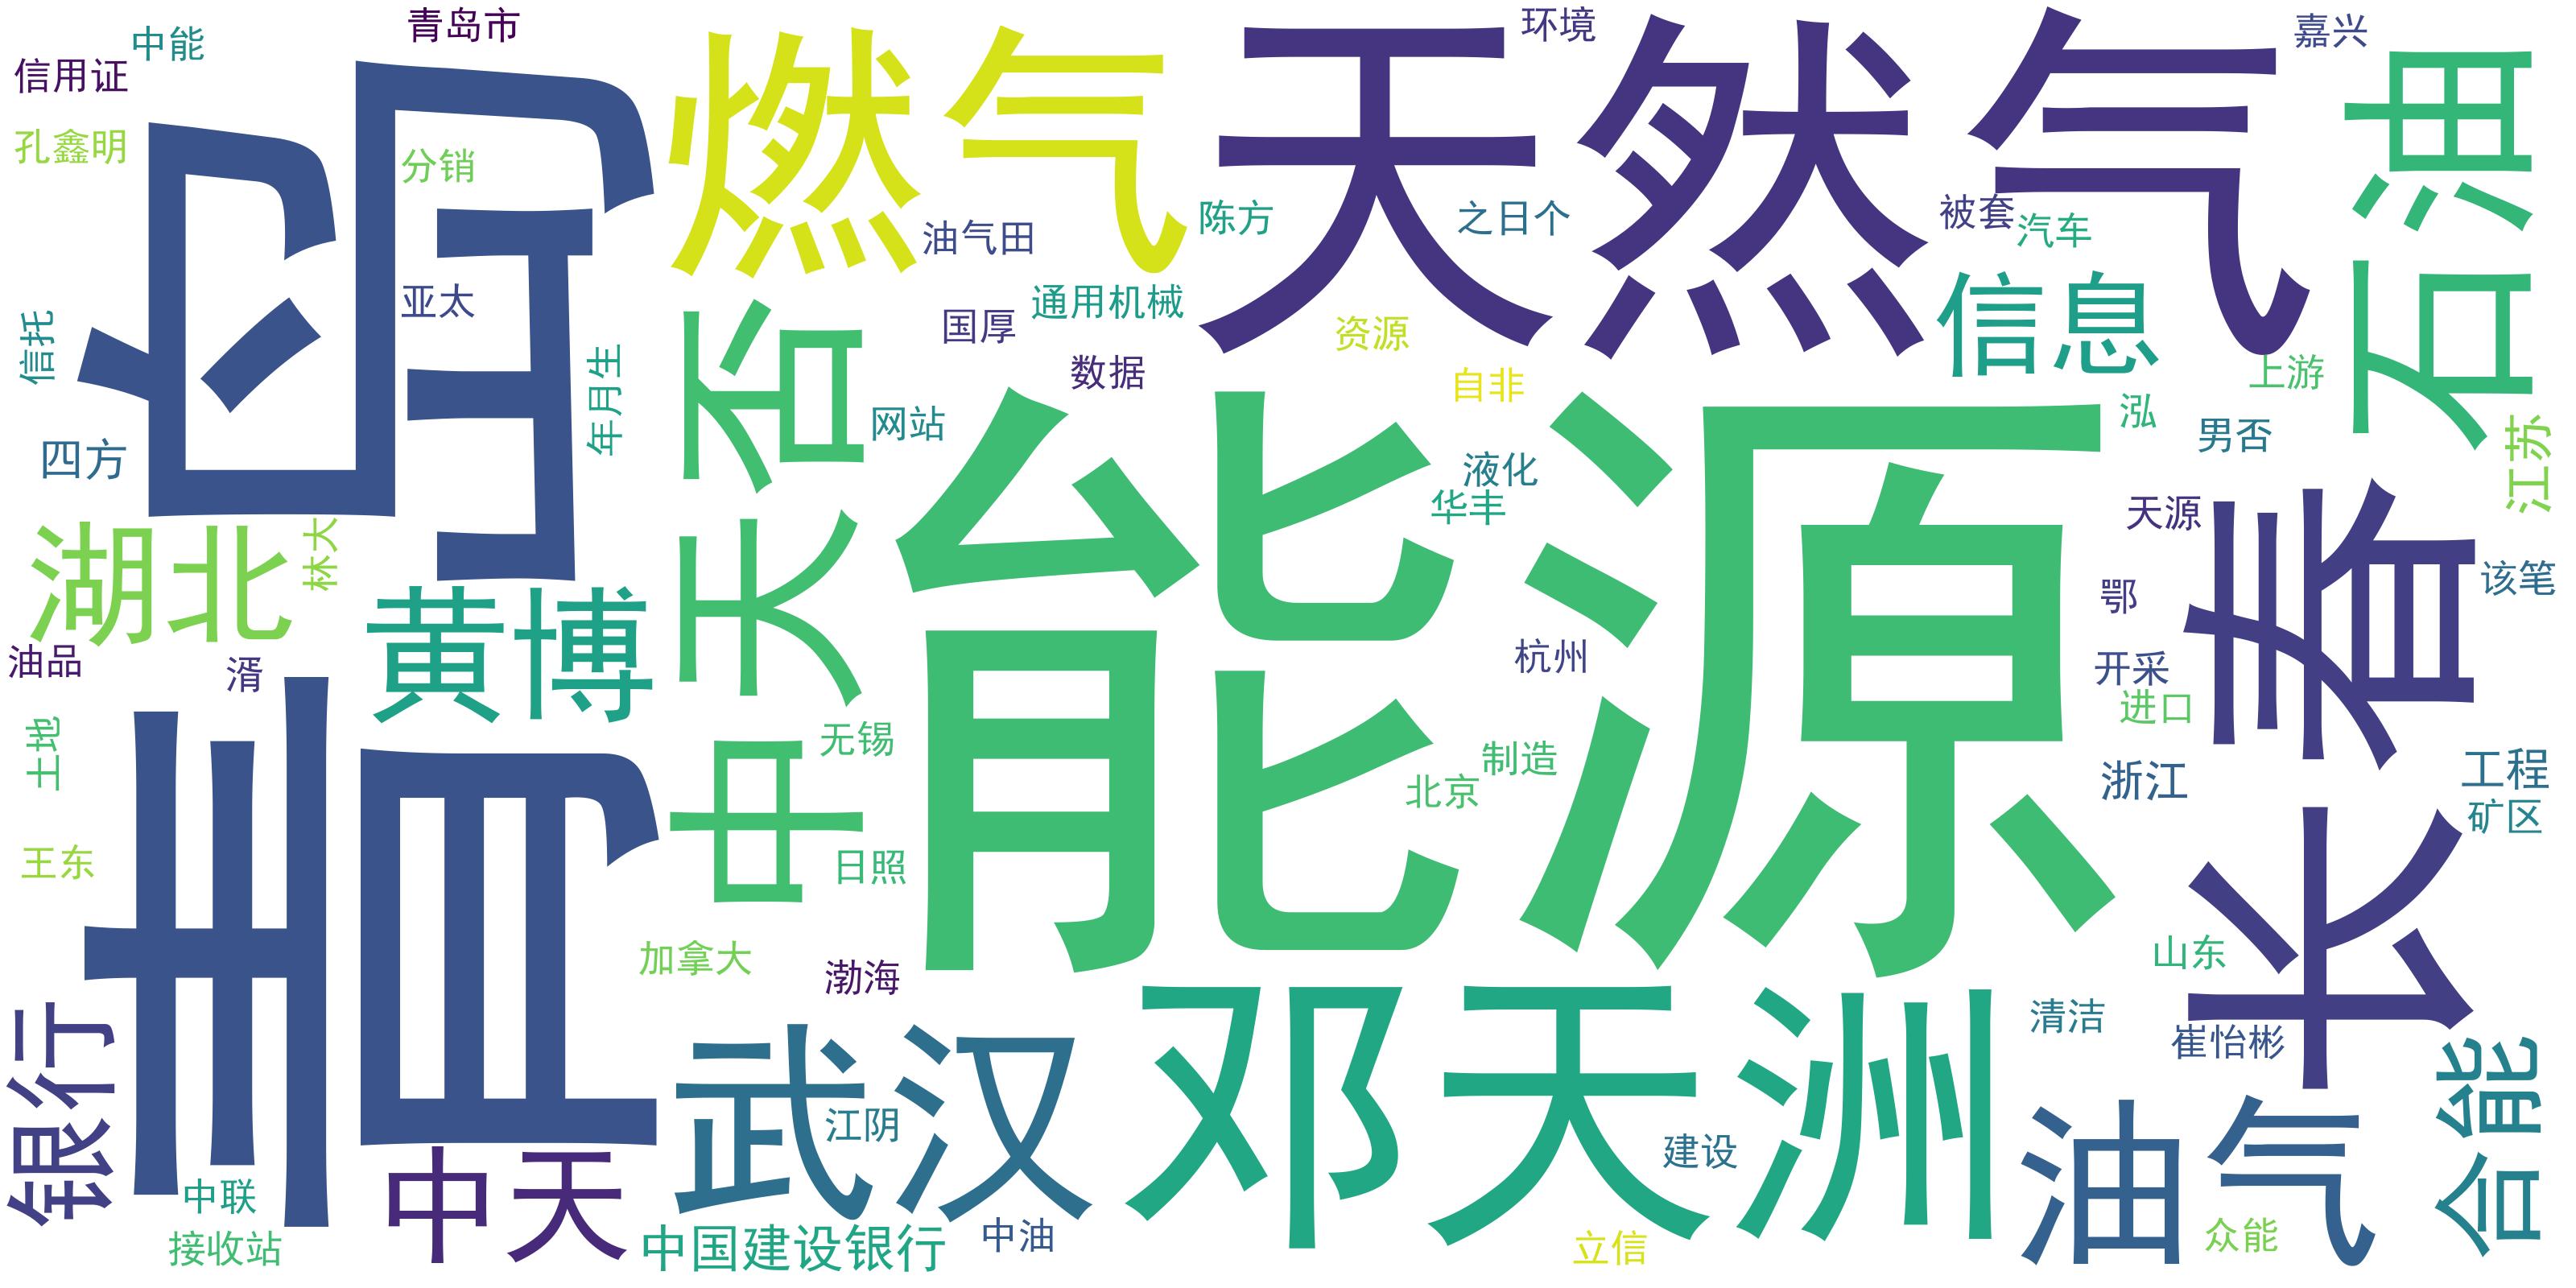 青岛市
中能
信用证
孔鑫明
分销
亚太
信托
年月生
四方
青岛
燃气
天然气
环境
嘉兴
石油
油气田
陈方
之日个
被套
汽车
国厚
通用机械
资源
信息
数据
自非
上游
网站
泓
男否
江苏
液化
华丰
天源
中天否
能源
长春
湖北
林大
黄博
油品
湑
鄂
该笔
杭州
开采
进口
土地
无锡
制造
北京
浙江
工程
矿区
王东
日照
加拿大
渤海
山东
银行
武汉
邓天洲
清洁
崔怡彬
合能
江阴
建设
油气
中天
中联
接收站
中国建设银行
中油
立信
众能